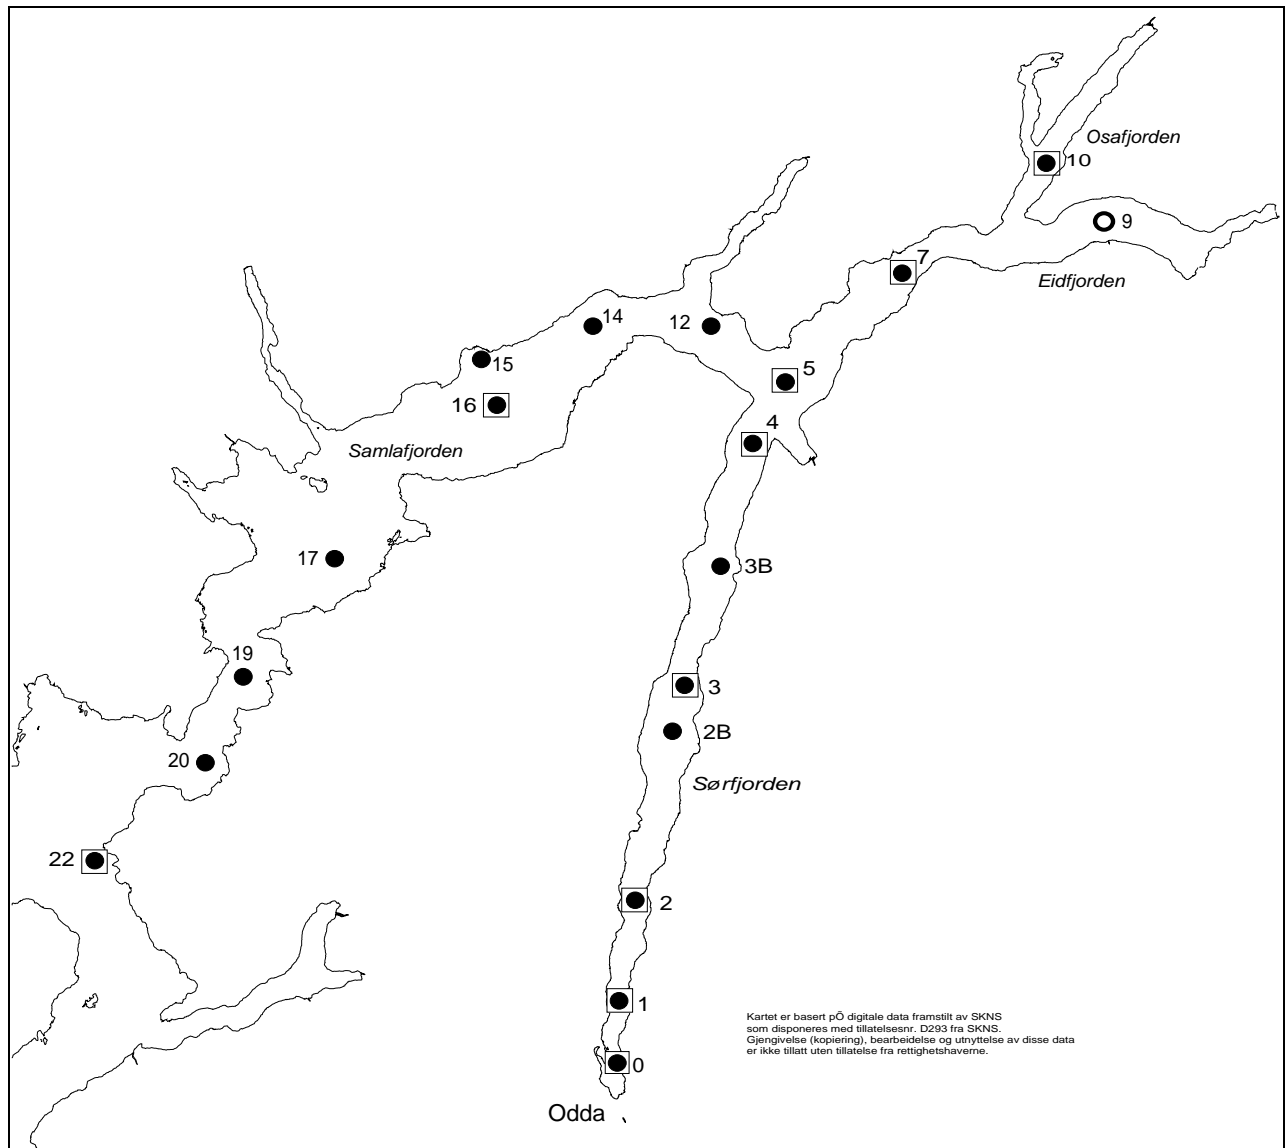 Osafjorden
10
9
7
Eidfjorden
14
12
15
5
16
4
Samlafjorden
17
3B
19
3
2B
20
Sørfjorden
22
2
1
Kartet er basert pÕ digitale data framstilt av SKNS
som disponeres med tillatelsesnr. D293 fra SKNS.
Gjengivelse (kopiering), bearbeidelse og utnyttelse av disse data
er ikke tillatt uten tillatelse fra rettighetshaverne.
0
Odda